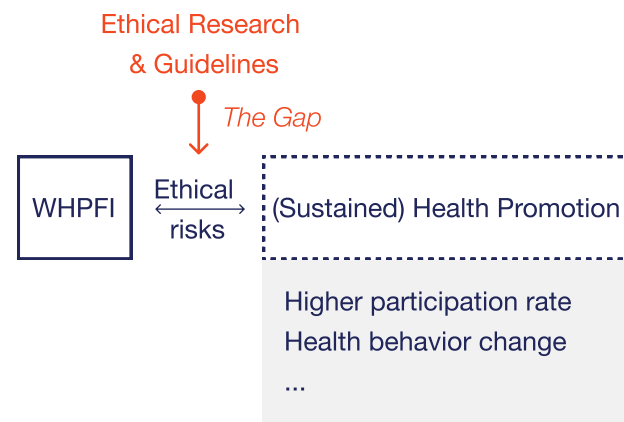 Ethical Research
& Guidelines
The Gap
WHPFI
Ethical
risks
(Sustained) Health Promotion
Higher participation rate
Health behavior change
...